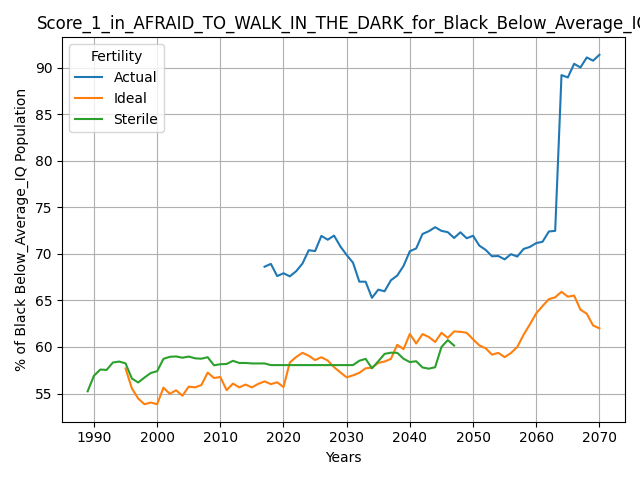 Score_1_in_AFRAID_TO_WALK_IN_THE_DARK_for_Black_Below_Average_IQ
Fertility
Actual
Ideal
Sterile
% of Black Below_Average_IQ Population
90
85
80
75
70
65
60
55
1990 2000 2010 2020 2030 2040 2050 2060 2070
Years